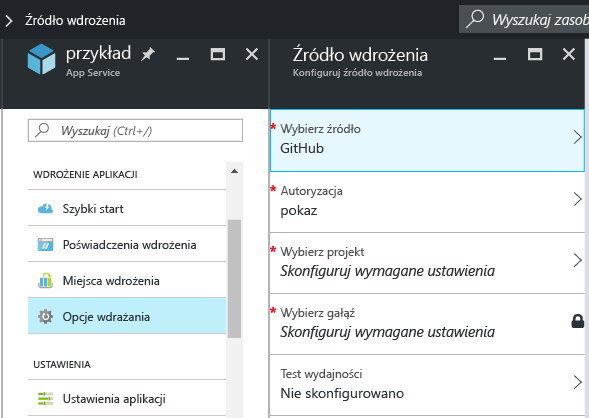 Źródło wdrożenia
Wyszukaj zasob
przykład
App Service
Wyszukaj (Ctrl+/)
WDROŻENIE APLIKACJI
Szybki start
Poświadczenia wdrożenia
Miejsca wdrożenia
Opcje wdrażania
USTAWIENIA
Ustawienia aplikacji
Źródło wdrożenia
Konfiguruj źródło wdrożenia
* Wybierz źródło
GitHub
* Autoryzacja
pokaz
* Wybierz projekt
Skonfiguruj wymagane ustawienia
* Wybierz gałąź
Skonfiguruj wymagane ustawienia
Test wydajności
Nie skonfigurowano